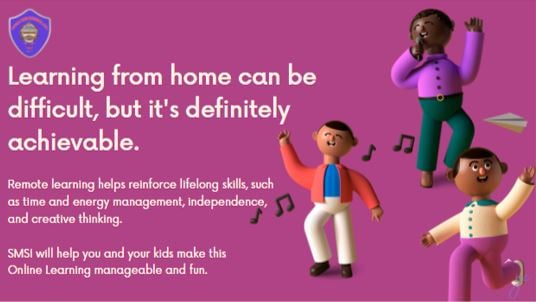 Learning from home can be
difficult, but it's definitely
achievable.
Remote learning helps reinforce lifelong skills, such
as time and energy management, independence,
and creative thinking.
SMSI will help you and your kids make this
Online Learning manageable and fun.